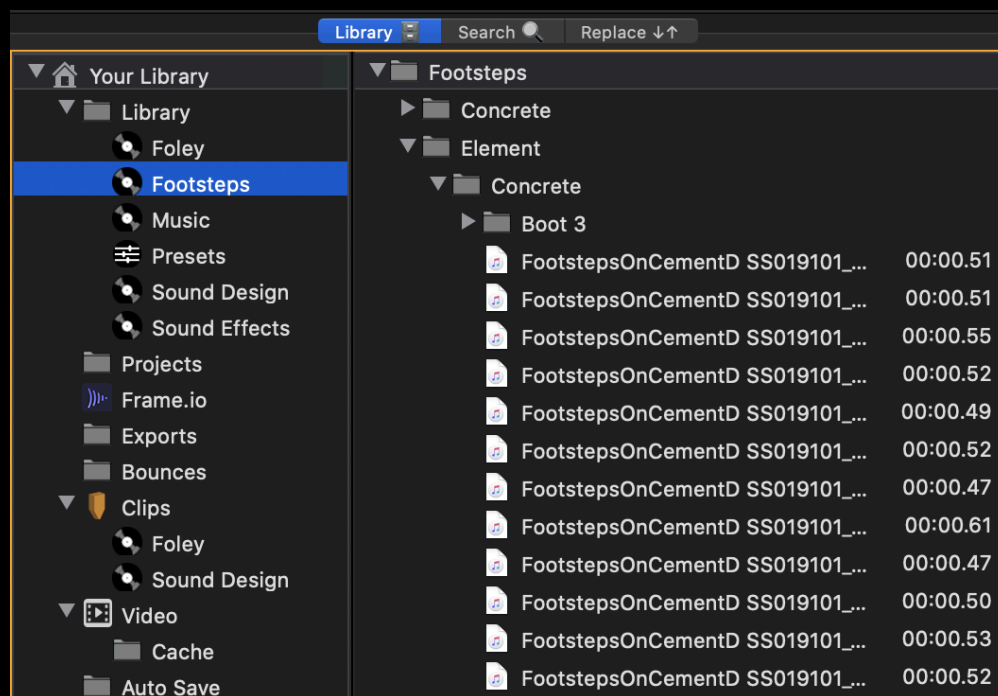 Library Search Replace ↓↑
Your Library
Library
Foley
Footsteps
Music
Presets
Sound Design
Sound Effects
Projects
Frame.io
Exports
Bounces
Clips
Foley
Sound Design
Video
Cache
Auto Save
Footsteps
Concrete
Element
Concrete
Boot 3
FootstepsOnCementD SS019101_... 00:00.51
FootstepsOnCementD SS019101_... 00:00.51
FootstepsOnCementD SS019101_... 00:00.55
FootstepsOnCementD SS019101_... 00:00.52
FootstepsOnCementD SS019101_... 00:00.49
FootstepsOnCementD SS019101_... 00:00.52
FootstepsOnCementD SS019101_... 00:00.47
FootstepsOnCementD SS019101_... 00:00.61
FootstepsOnCementD SS019101_... 00:00.47
FootstepsOnCementD SS019101_... 00:00.50
FootstepsOnCementD SS019101_... 00:00.53
FootstepsOnCementD SS019101_... 00:00.52